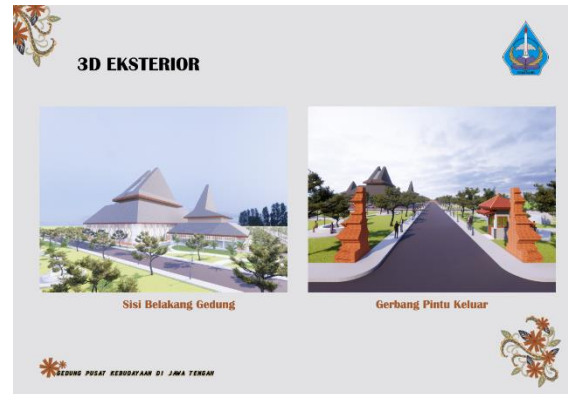 3D EKSTERIOR
Sisi Belakang Gedung
Gerbang Pintu Keluar
GEDUNG PUSAT KEBUDAYAAN DI JAWA TENGAH